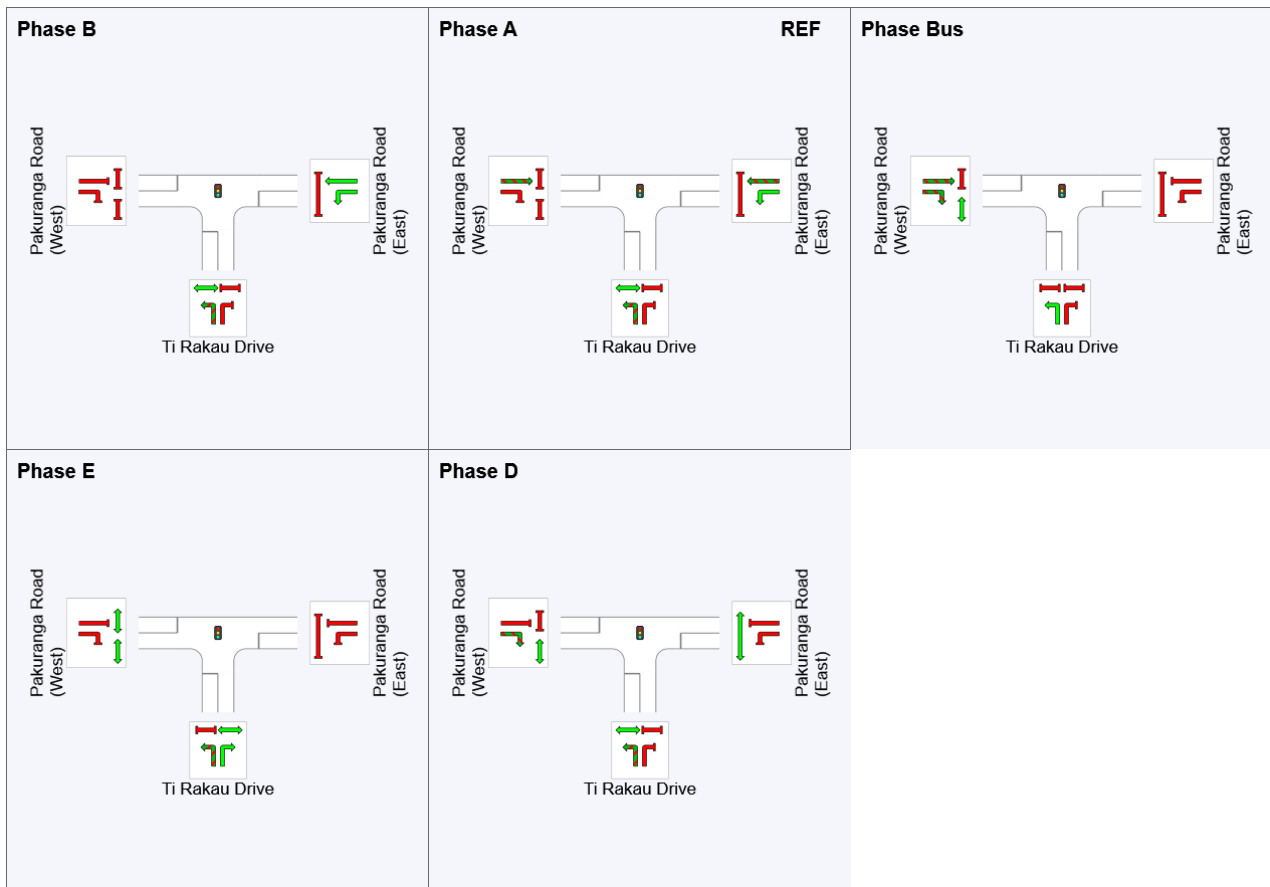 Phase B
Pakuranga Road
(West)
Pakuranga Road
(East)
Ti Rakau Drive
Phase A
REF
Pakuranga Road
(West)
Pakuranga Road
(East)
Ti Rakau Drive
Phase Bus
Pakuranga Road
(West)
Pakuranga Road
(East)
Ti Rakau Drive
Phase E
Pakuranga Road
(West)
Pakuranga Road
(East)
Ti Rakau Drive
Phase D
Pakuranga Road
(West)
Pakuranga Road
(East)
Ti Rakau Drive